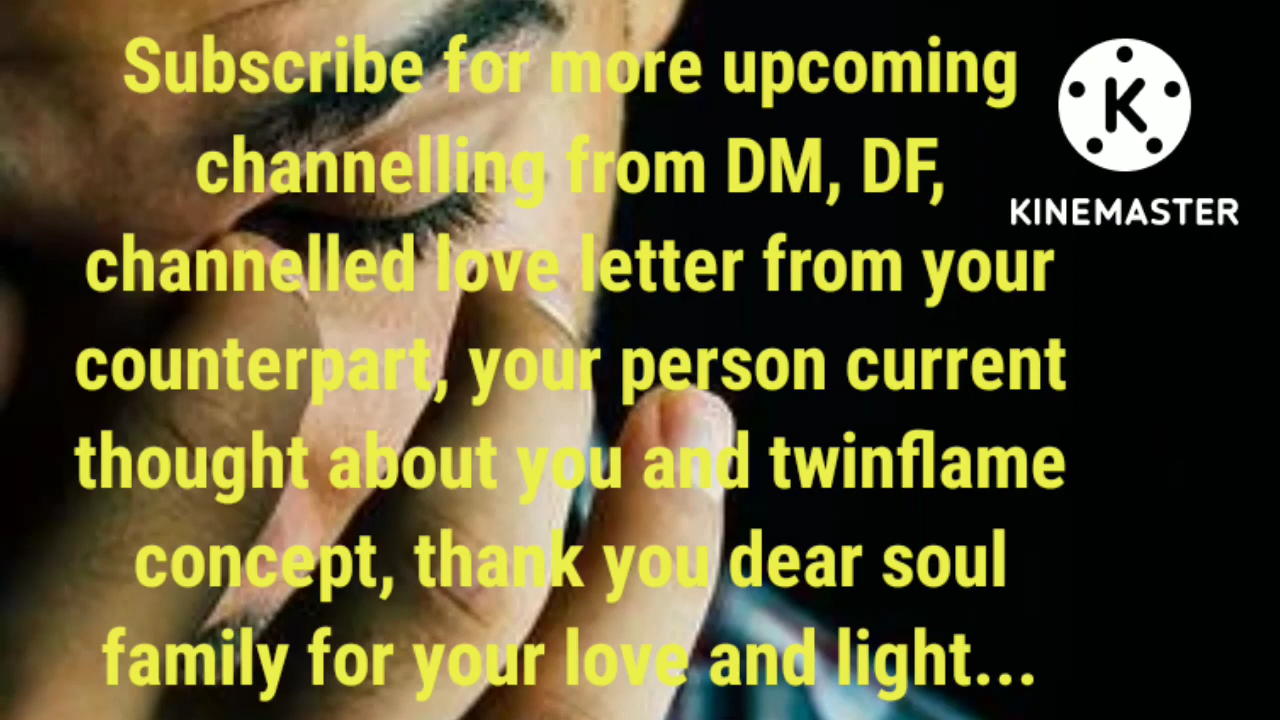 Subscribe for more upcoming
channelling from DM, DF,
channelled love letter from your
counterpart, your person current
thought about you and twinflame
concept, thank you dear soul
family for your love and light...
K
KINEMASTER